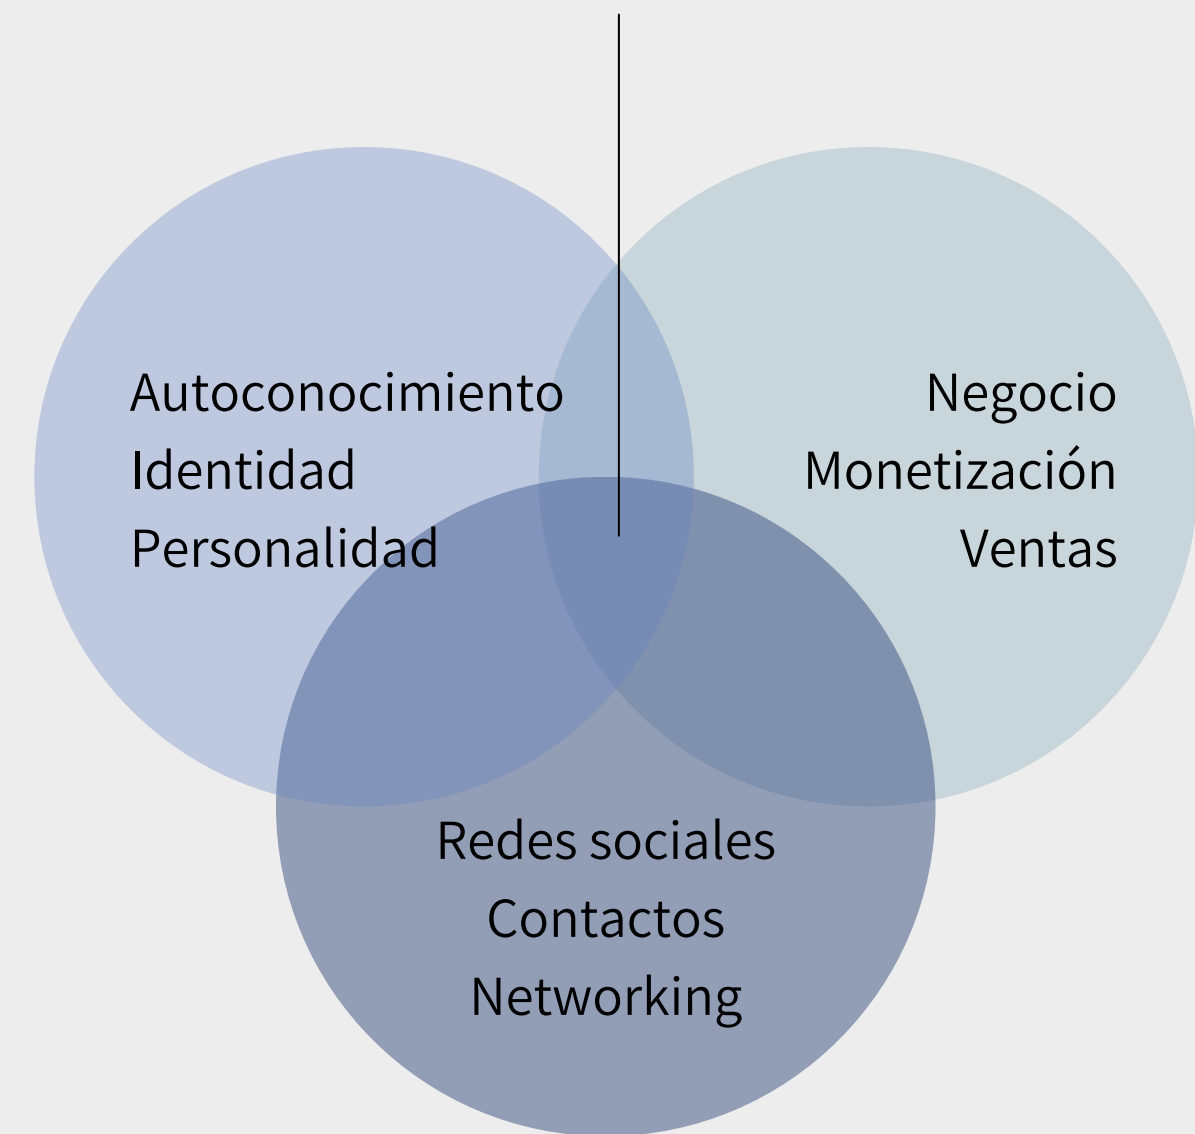 Autoconocimiento
Identidad
Personalidad
Negocio
Monetización
Ventas
Redes sociales
Contactos
Networking